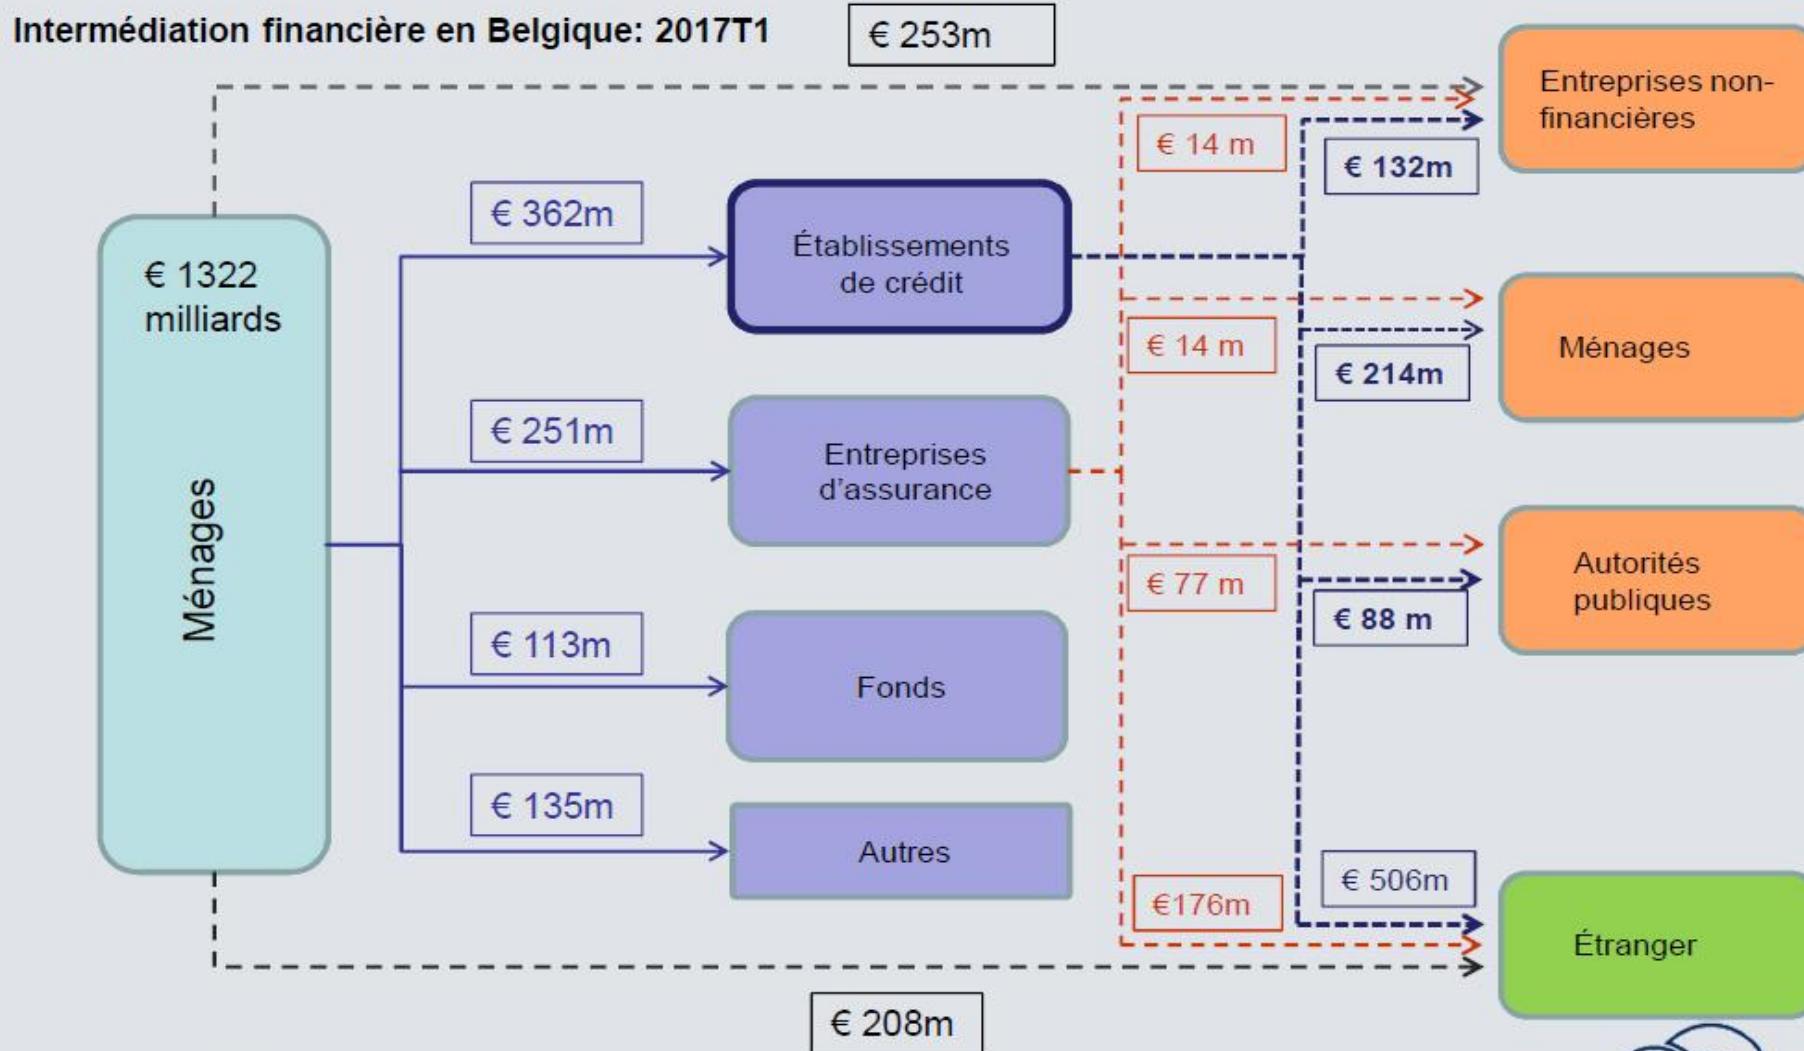 Intermédiation financière en Belgique: 2017T1
€ 253m
Entreprises non-
financières
€ 14 m
€ 132m
€ 362m
Établissements
de crédit
€ 1322
milliards
Ménages
€ 14 m
€ 214m
Ménages
€ 251m
Entreprises
d'assurance
€ 77 m
€ 88 m
Autorités
publiques
€ 113m
Fonds
€ 135m
Autres
€176m
€ 506m
Étranger
€ 208m